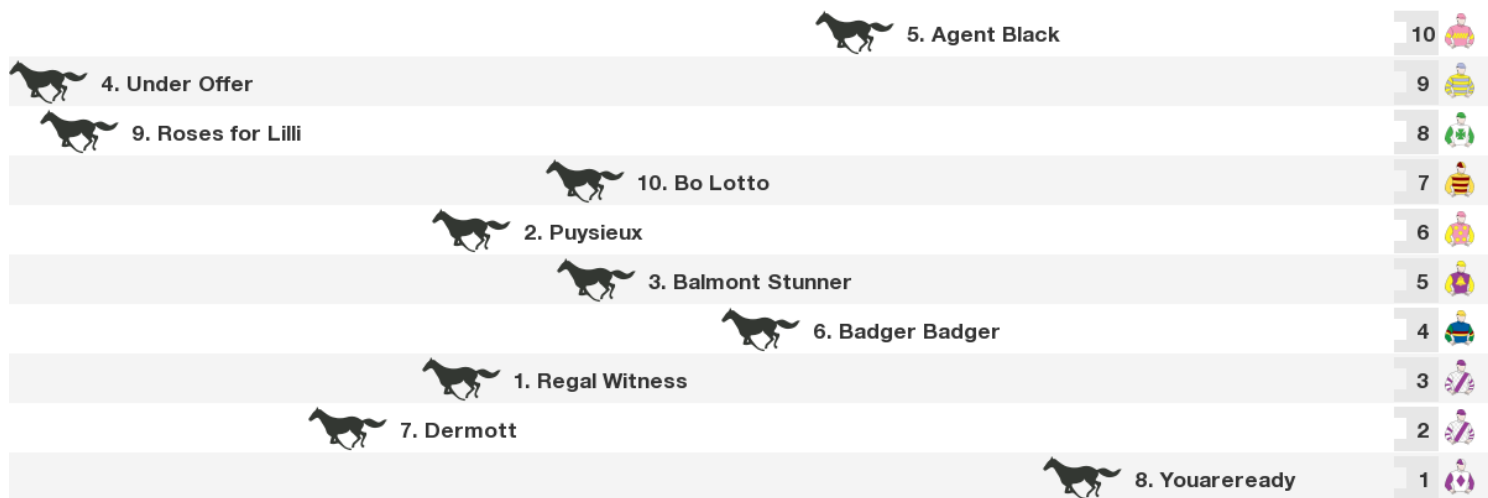 5. Agent Black 10
4. Under Offer 9
9. Roses for Lilli 8
10. Bo Lotto 7
2. Puysieux 6
3. Balmont Stunner 5
6. Badger Badger 4
1. Regal Witness 3
7. Dermott 2
8. Youareready 1